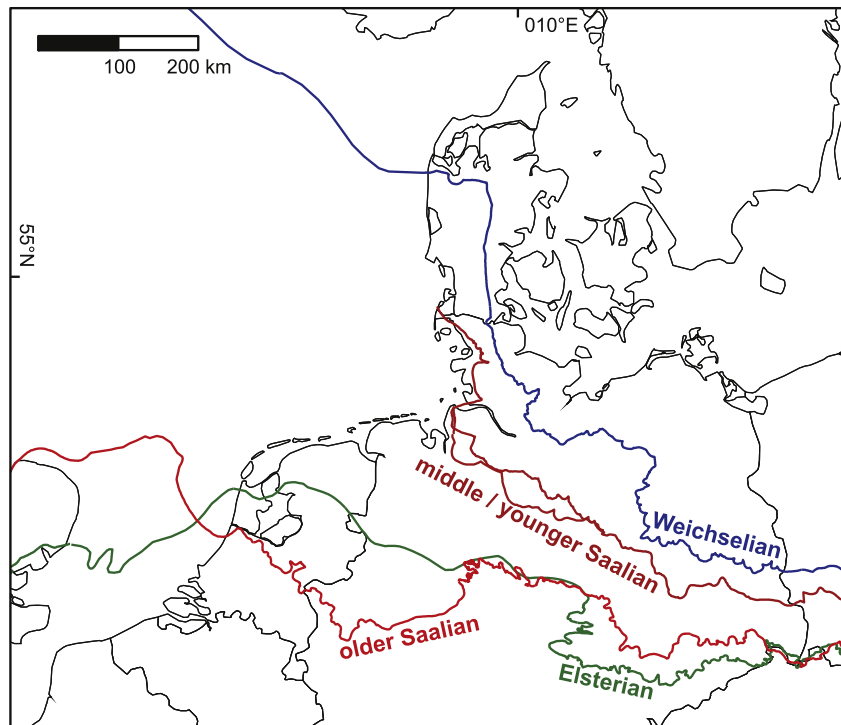 010°E
100 200 km
55°N
middle / younger Saalian
Weichselian
older Saalian
Elsterian